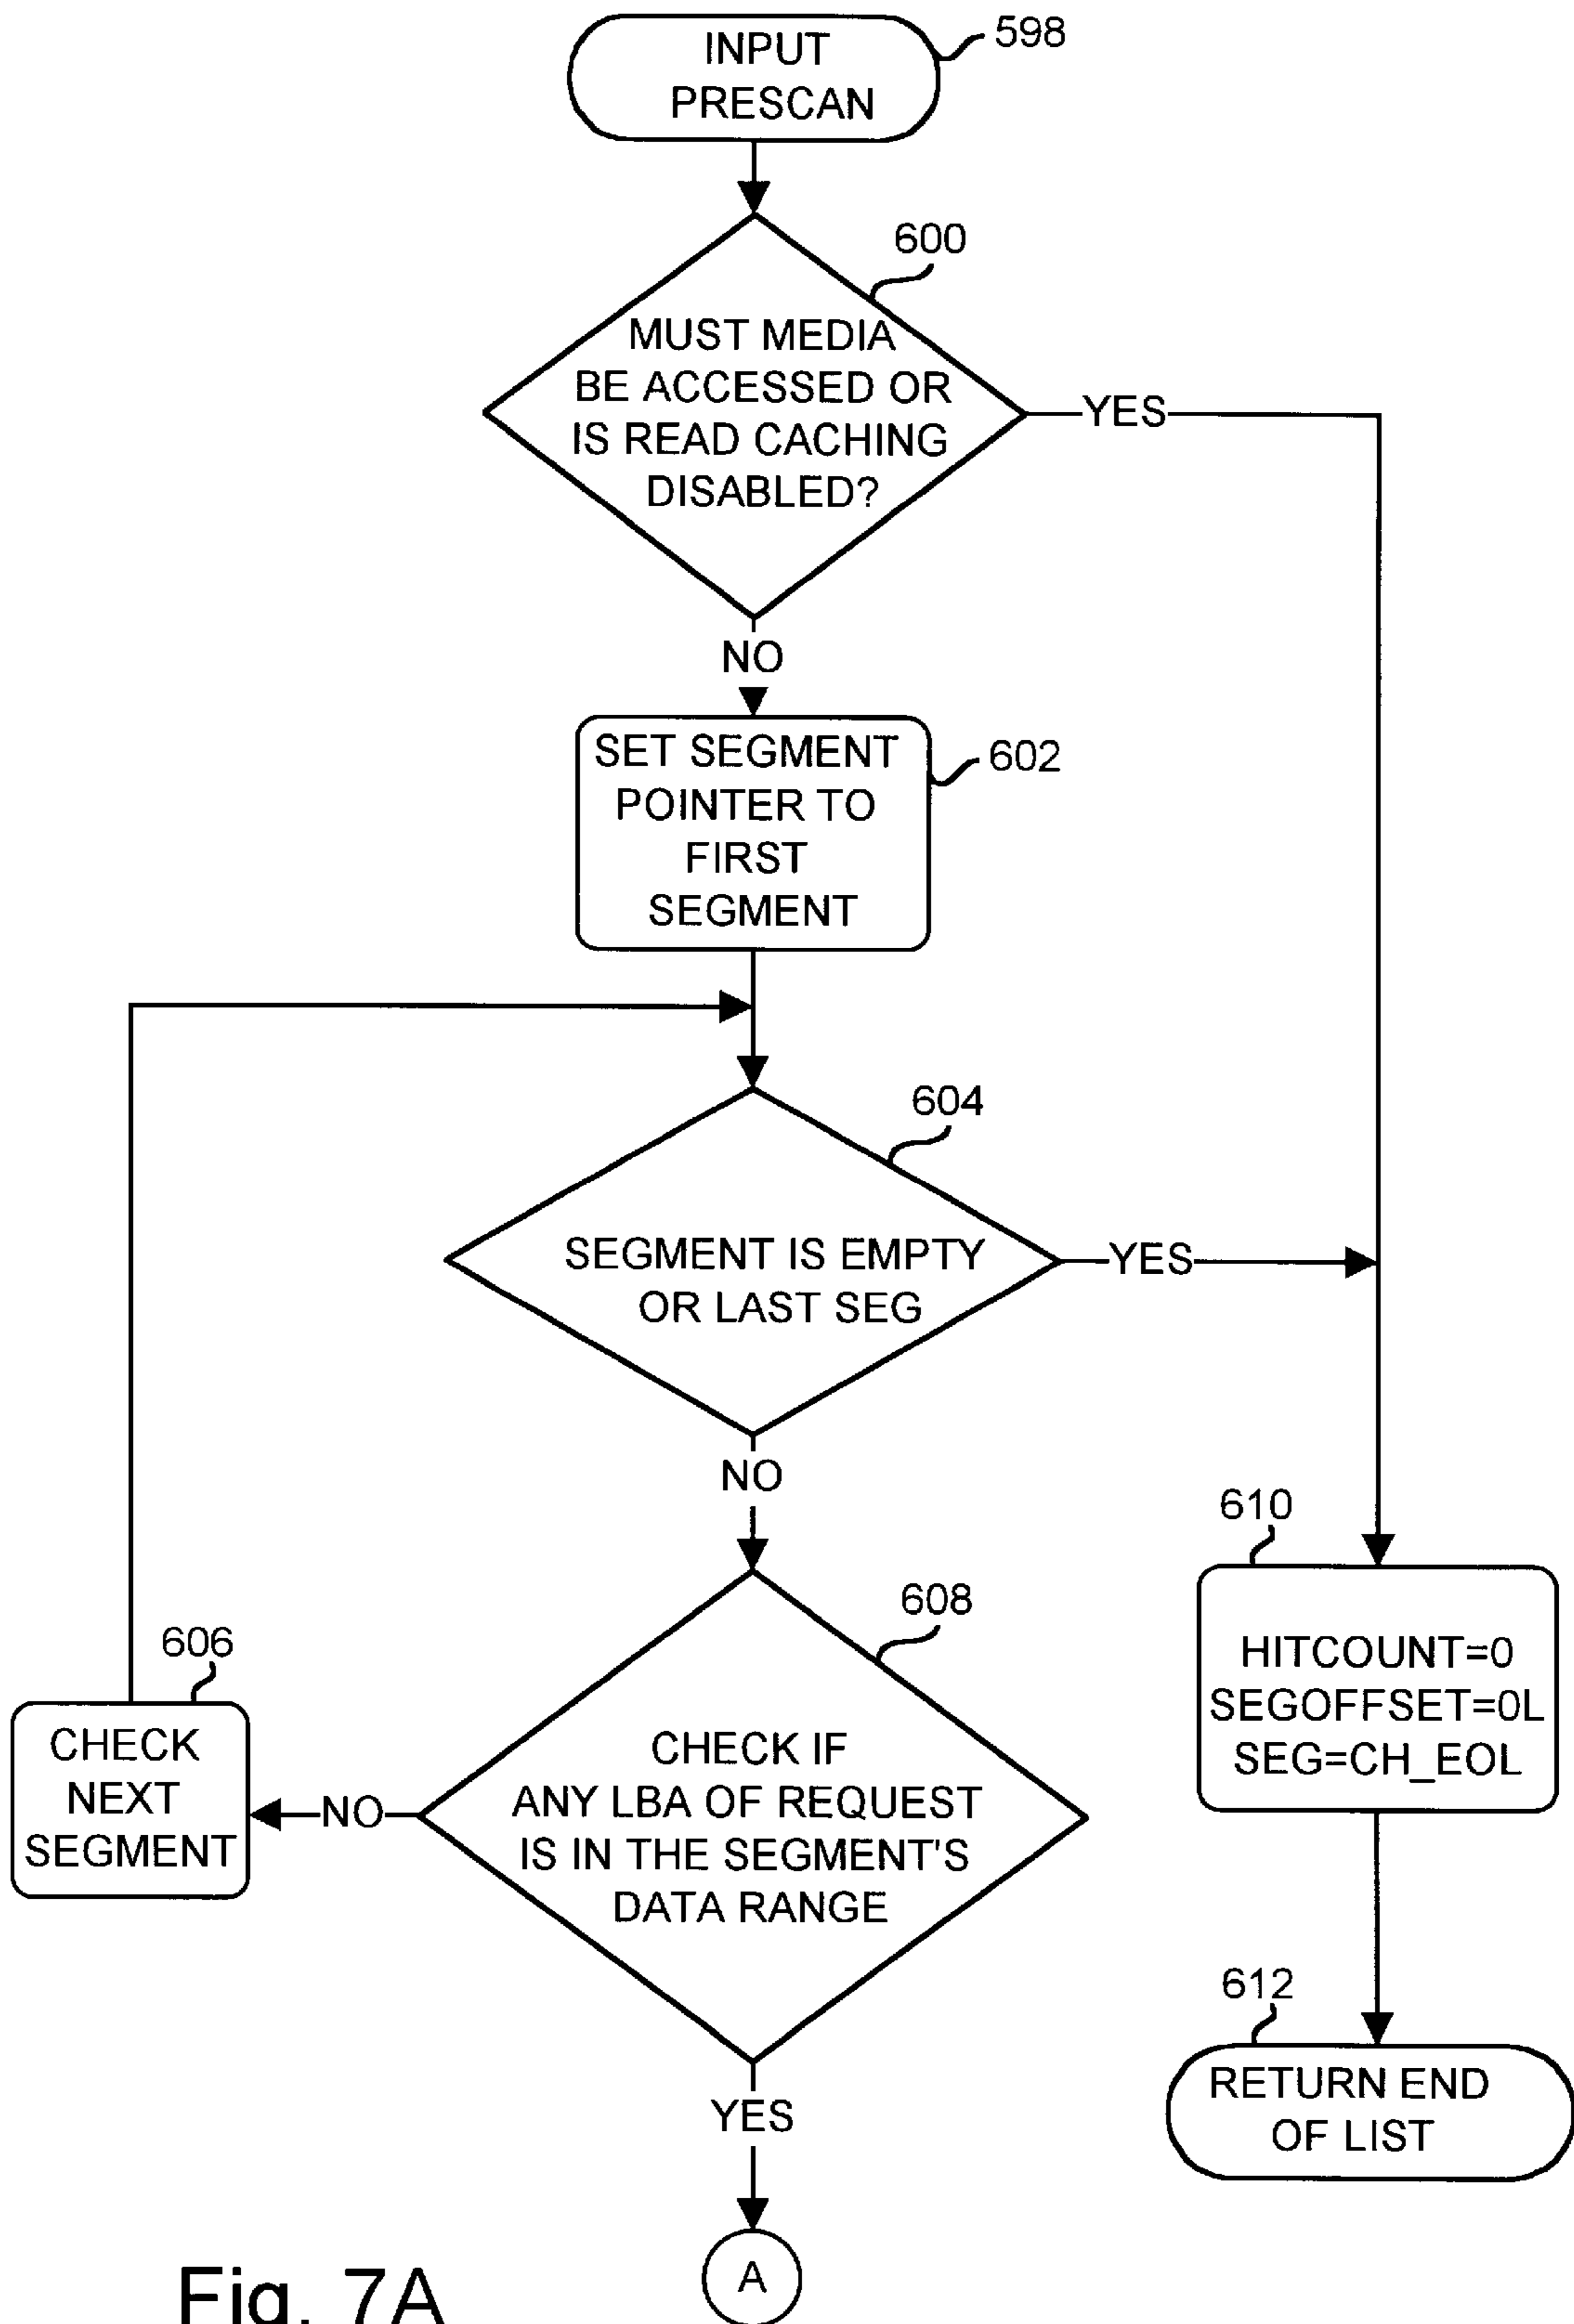 INPUT
PRESCAN
598
600
MUST MEDIA
BE ACCESSED OR
IS READ CACHING
DISABLED?
YES
NO
SET SEGMENT
POINTER TO
FIRST
SEGMENT
602
604
SEGMENT IS EMPTY
OR LAST SEG
YES
NO
610
608
606
HITCOUNT=0
SEGOFFSET=0L
SEG=CH_EOL
CHECK
NEXT
SEGMENT
NO
CHECK IF
ANY LBA OF REQUEST
IS IN THE SEGMENT'S
DATA RANGE
612
RETURN END
OF LIST
YES
A
Fig. 7A